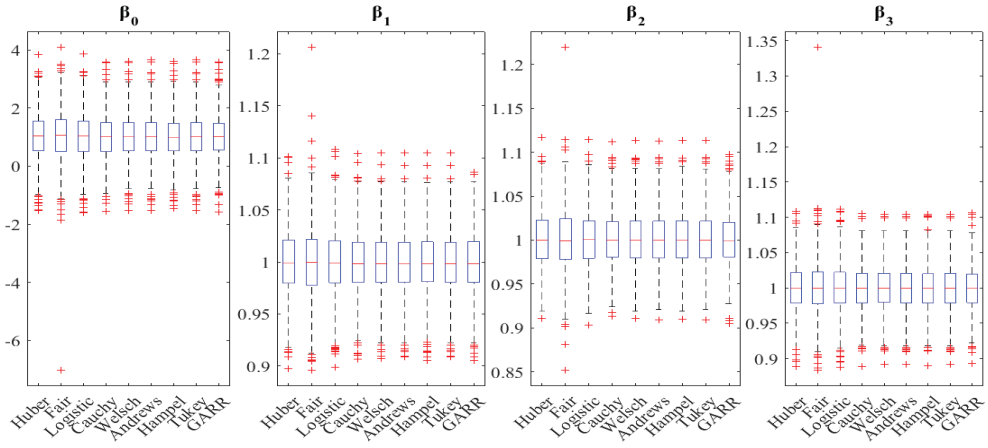 β0
4
2
0
-2
-4
-6
Huber
Fair
Logistic
Cauchy
Welsch
Andrews
Hampel
Tukey
GARR
β1
1.2
1.15
1.1
1.05
1
0.95
0.9
Huber
Fair
Logistic
Cauchy
Welsch
Andrews
Hampel
Tukey
GARR
β2
1.2
1.15
1.1
1.05
1
0.95
0.9
0.85
Huber
Fair
Logistic
Cauchy
Welsch
Andrews
Hampel
Tukey
GARR
β3
1.35
1.3
1.25
1.2
1.15
1.1
1.05
1
0.95
0.9
Huber
Fair
Logistic
Cauchy
Welsch
Andrews
Hampel
Tukey
GARR